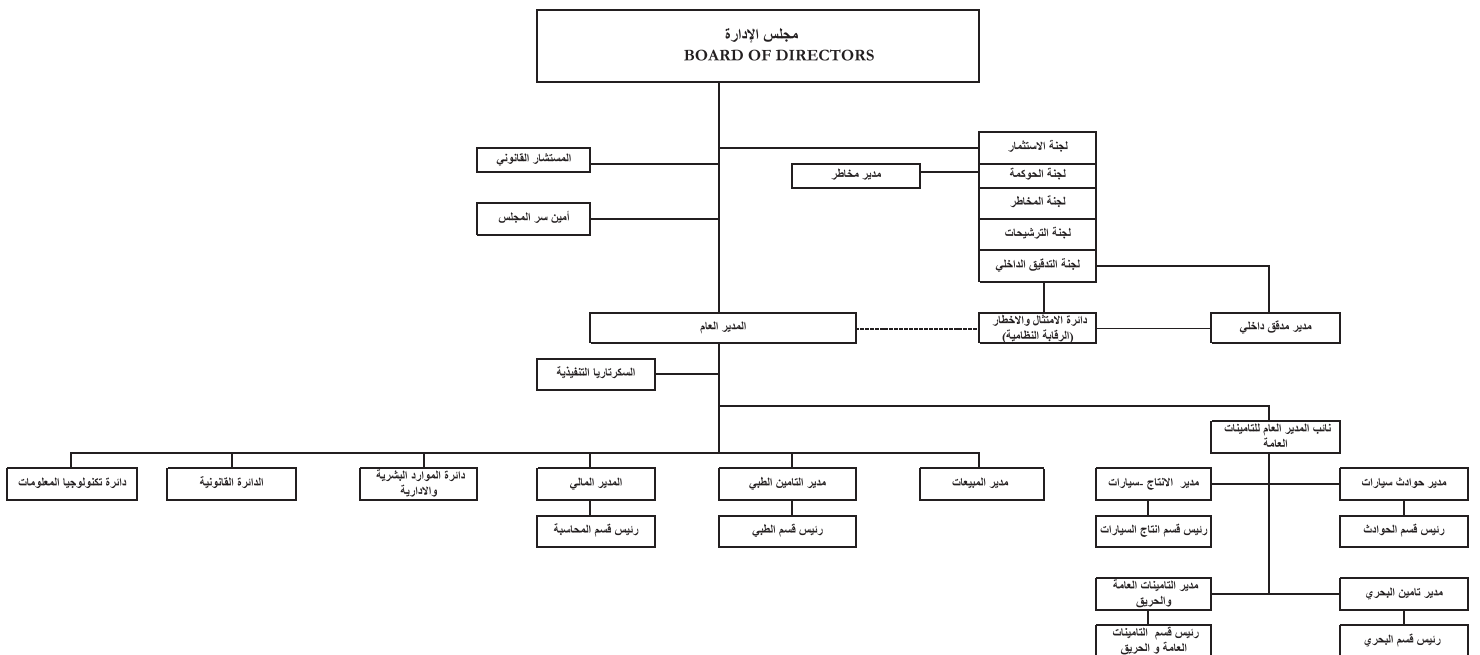 مجلس الإدارة
BOARD OF DIRECTORS
لجنة الاستثمار
المستشار القانوني
مدير مخاطر
لجنة الحوكمة
لجنة المخاطر
أمين سر المجلس
لجنة الترشيحات
لجنة التدقيق الداخلي
المدير العام
دائرة الامتثال والاخطار
(الرقابة النظامية)
مدير مدقق داخلي
السكرتاريا التنفيذية
نائب المدير العام للتامينات
العامة
دائرة تكنولوجيا المعلومات
الدائرة القانونية
دائرة الموارد البشرية
والادارية
المدير المالي
مدير التامين الطبي
مدير المبيعات
مدير الانتاج -سيارات
مدير حوادث سيارات
رئيس قسم المحاسبة
رئيس قسم الطبي
رئيس قسم انتاج السيارات
رئيس قسم الحوادث
مدير التامينات العامة
والحريق
مدير تامين البحري
رئيس قسم التامينات
العامة و الحريق
رئيس قسم البحري